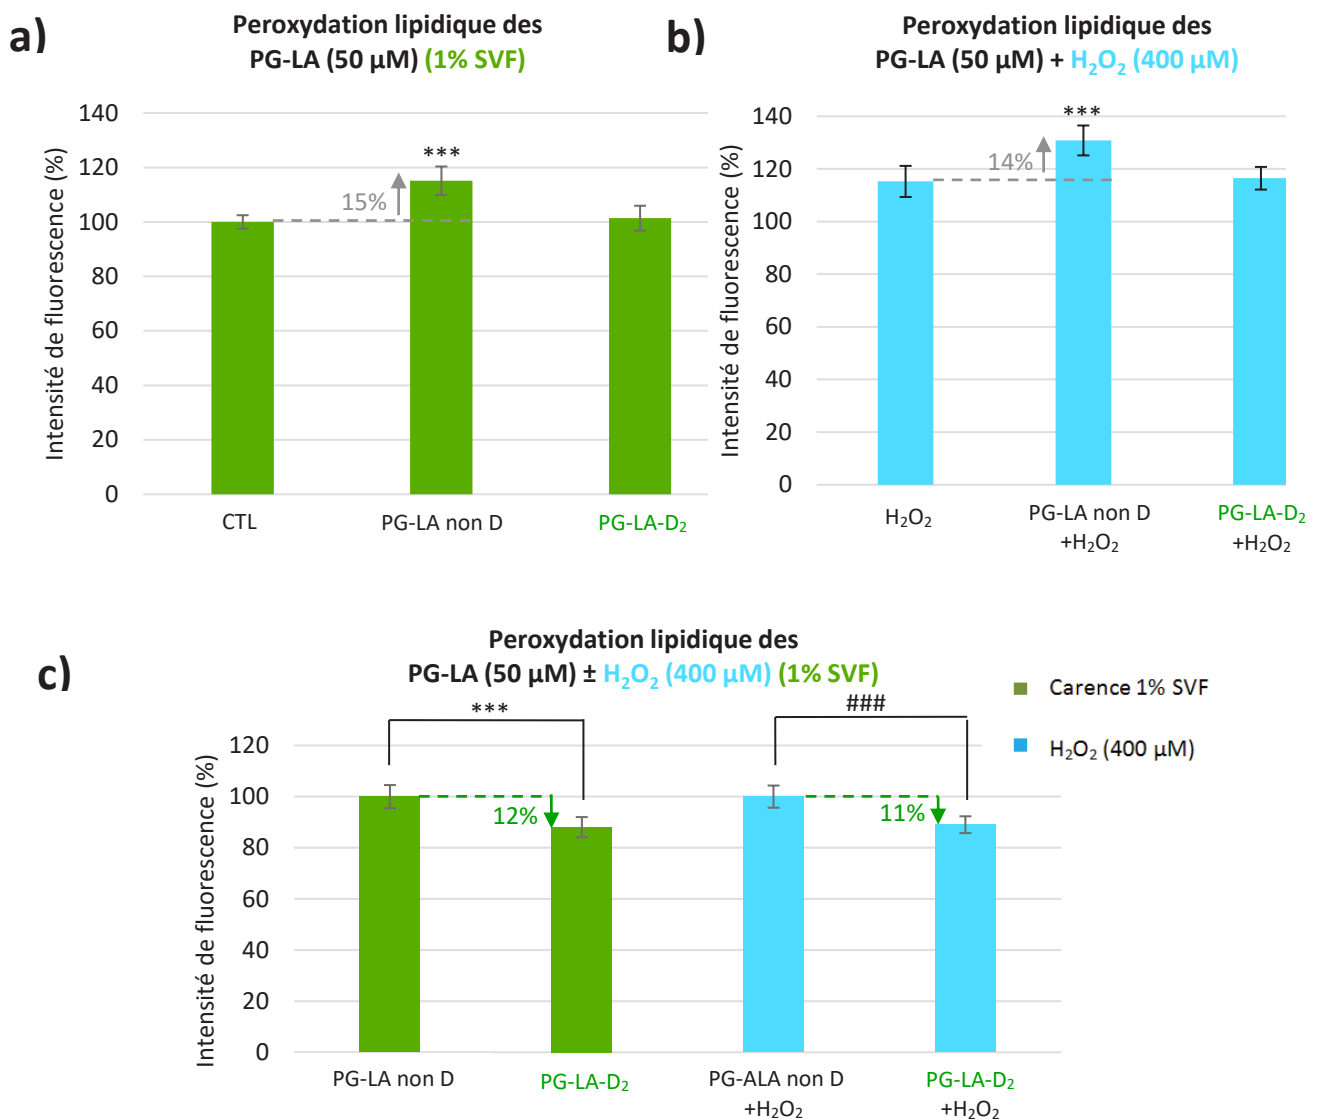 a)
Peroxydation lipidique des
PG-LA (50 µM) (1% SVF)
Intensité de fluorescence (%)
140
120
100
80
60
40
20
0
15%
***
CTL
PG-LA non D
PG-LA-D₂
b)
Peroxydation lipidique des
PG-LA (50 µM) + H₂O₂ (400 µM)
Intensité de fluorescence (%)
140
120
100
80
60
40
20
0
14%
***
H₂O₂
PG-LA non D
+H₂O₂
PG-LA-D₂
+H₂O₂
c)
Peroxydation lipidique des
PG-LA (50 µM) ± H₂O₂ (400 µM) (1% SVF)
Intensité de fluorescence (%)
120
100
80
60
40
20
0
***
12%
###
11%
PG-LA non D
PG-LA-D₂
PG-ALA non D
+H₂O₂
PG-LA-D₂
+H₂O₂
Carence 1% SVF
H₂O₂ (400 µM)